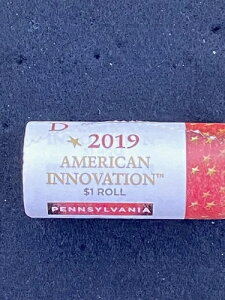 D
2019
AMERICAN
INNOVATION™
$1 ROLL
PENNSYLVANIA